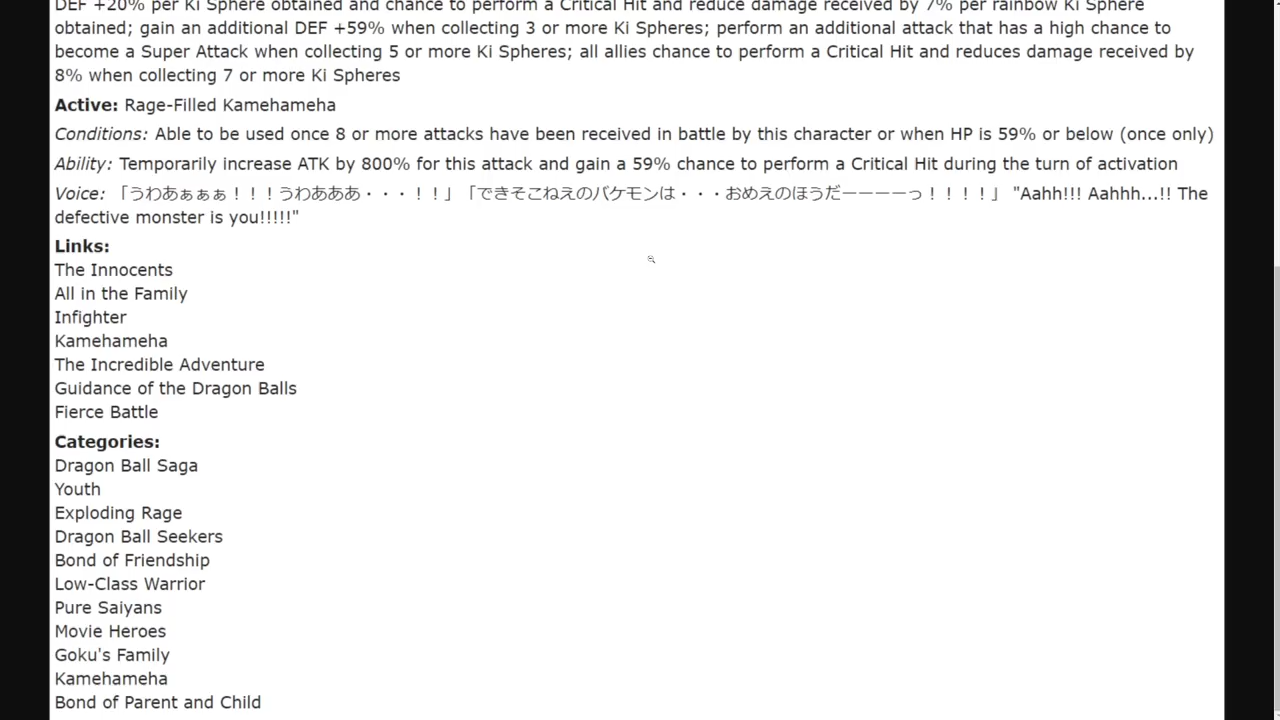 DEF +20% per Ki Sphere obtained and chance to perform a Critical Hit and reduce damage received by 7% per rainbow Ki Sphere
obtained; gain an additional DEF +59% when collecting 3 or more Ki Spheres; perform an additional attack that has a high chance to
become a Super Attack when collecting 5 or more Ki Spheres; all allies chance to perform a Critical Hit and reduces damage received by
8% when collecting 7 or more Ki Spheres
Active: Rage-Filled Kamehameha
Conditions: Able to be used once 8 or more attacks have been received in battle by this character or when HP is 59% or below (once only)
Ability: Temporarily increase ATK by 800% for this attack and gain a 59% chance to perform a Critical Hit during the turn of activation
Voice: 「うわあぁぁぁ！！！うわあああ・・・！！」「できそこねえのバケモンは・・・おめえのほうだーーーーっ！！！！」 "Aahh!!! Aahhh...!! The
defective monster is you!!!!!"
Links:
The Innocents
All in the Family
Infighter
Kamehameha
The Incredible Adventure
Guidance of the Dragon Balls
Fierce Battle
Categories:
Dragon Ball Saga
Youth
Exploding Rage
Dragon Ball Seekers
Bond of Friendship
Low-Class Warrior
Pure Saiyans
Movie Heroes
Goku's Family
Kamehameha
Bond of Parent and Child